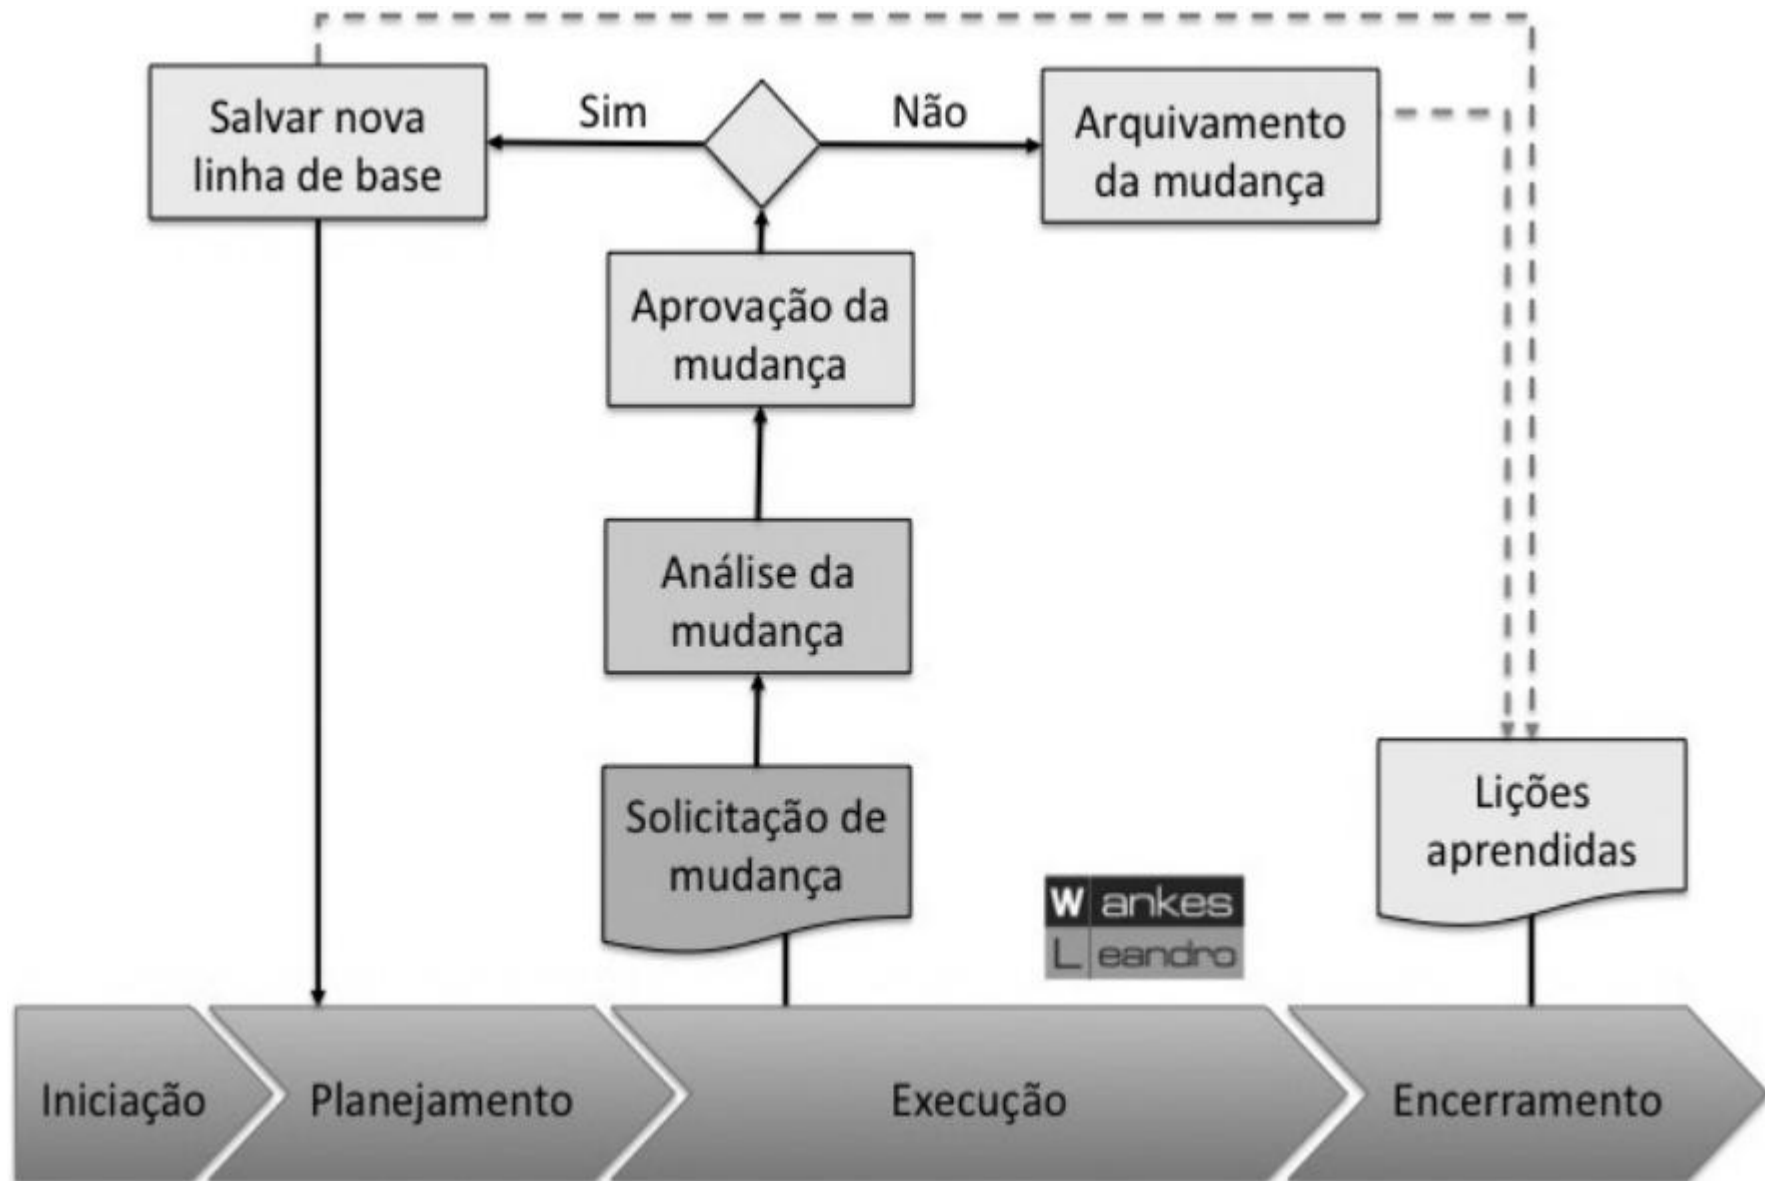 Salvar nova
linha de base
Sim
Não
Arquivamento
da mudança
Aprovação da
mudança
Análise da
mudança
Solicitação de
mudança
Lições
aprendidas
W ankes
L eandro
Iniciação
Planejamento
Execução
Encerramento